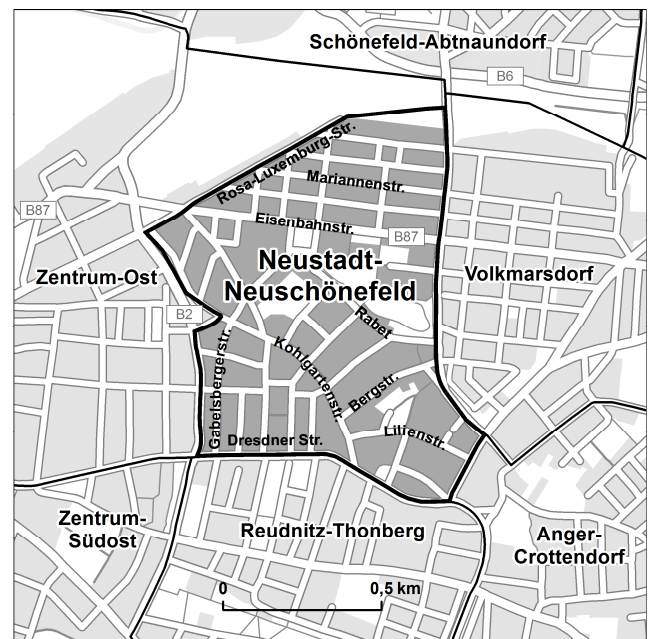 Schönefeld-Abtnaundorf
B6
Rosa-Luxemburg-Str.
Mariannenstr.
B87
Eisenbahnstr.
B87
Neustadt-
Neuschönefeld
Zentrum-Ost
Volkmarsdorf
B2
Rabet
Gabelsbergerstr.
Kohlgartenstr.
Bergstr.
Lilienstr.
Dresdner Str.
Zentrum-
Südost
Reudnitz-Thonberg
Anger-
Crottendorf
0
0,5 km